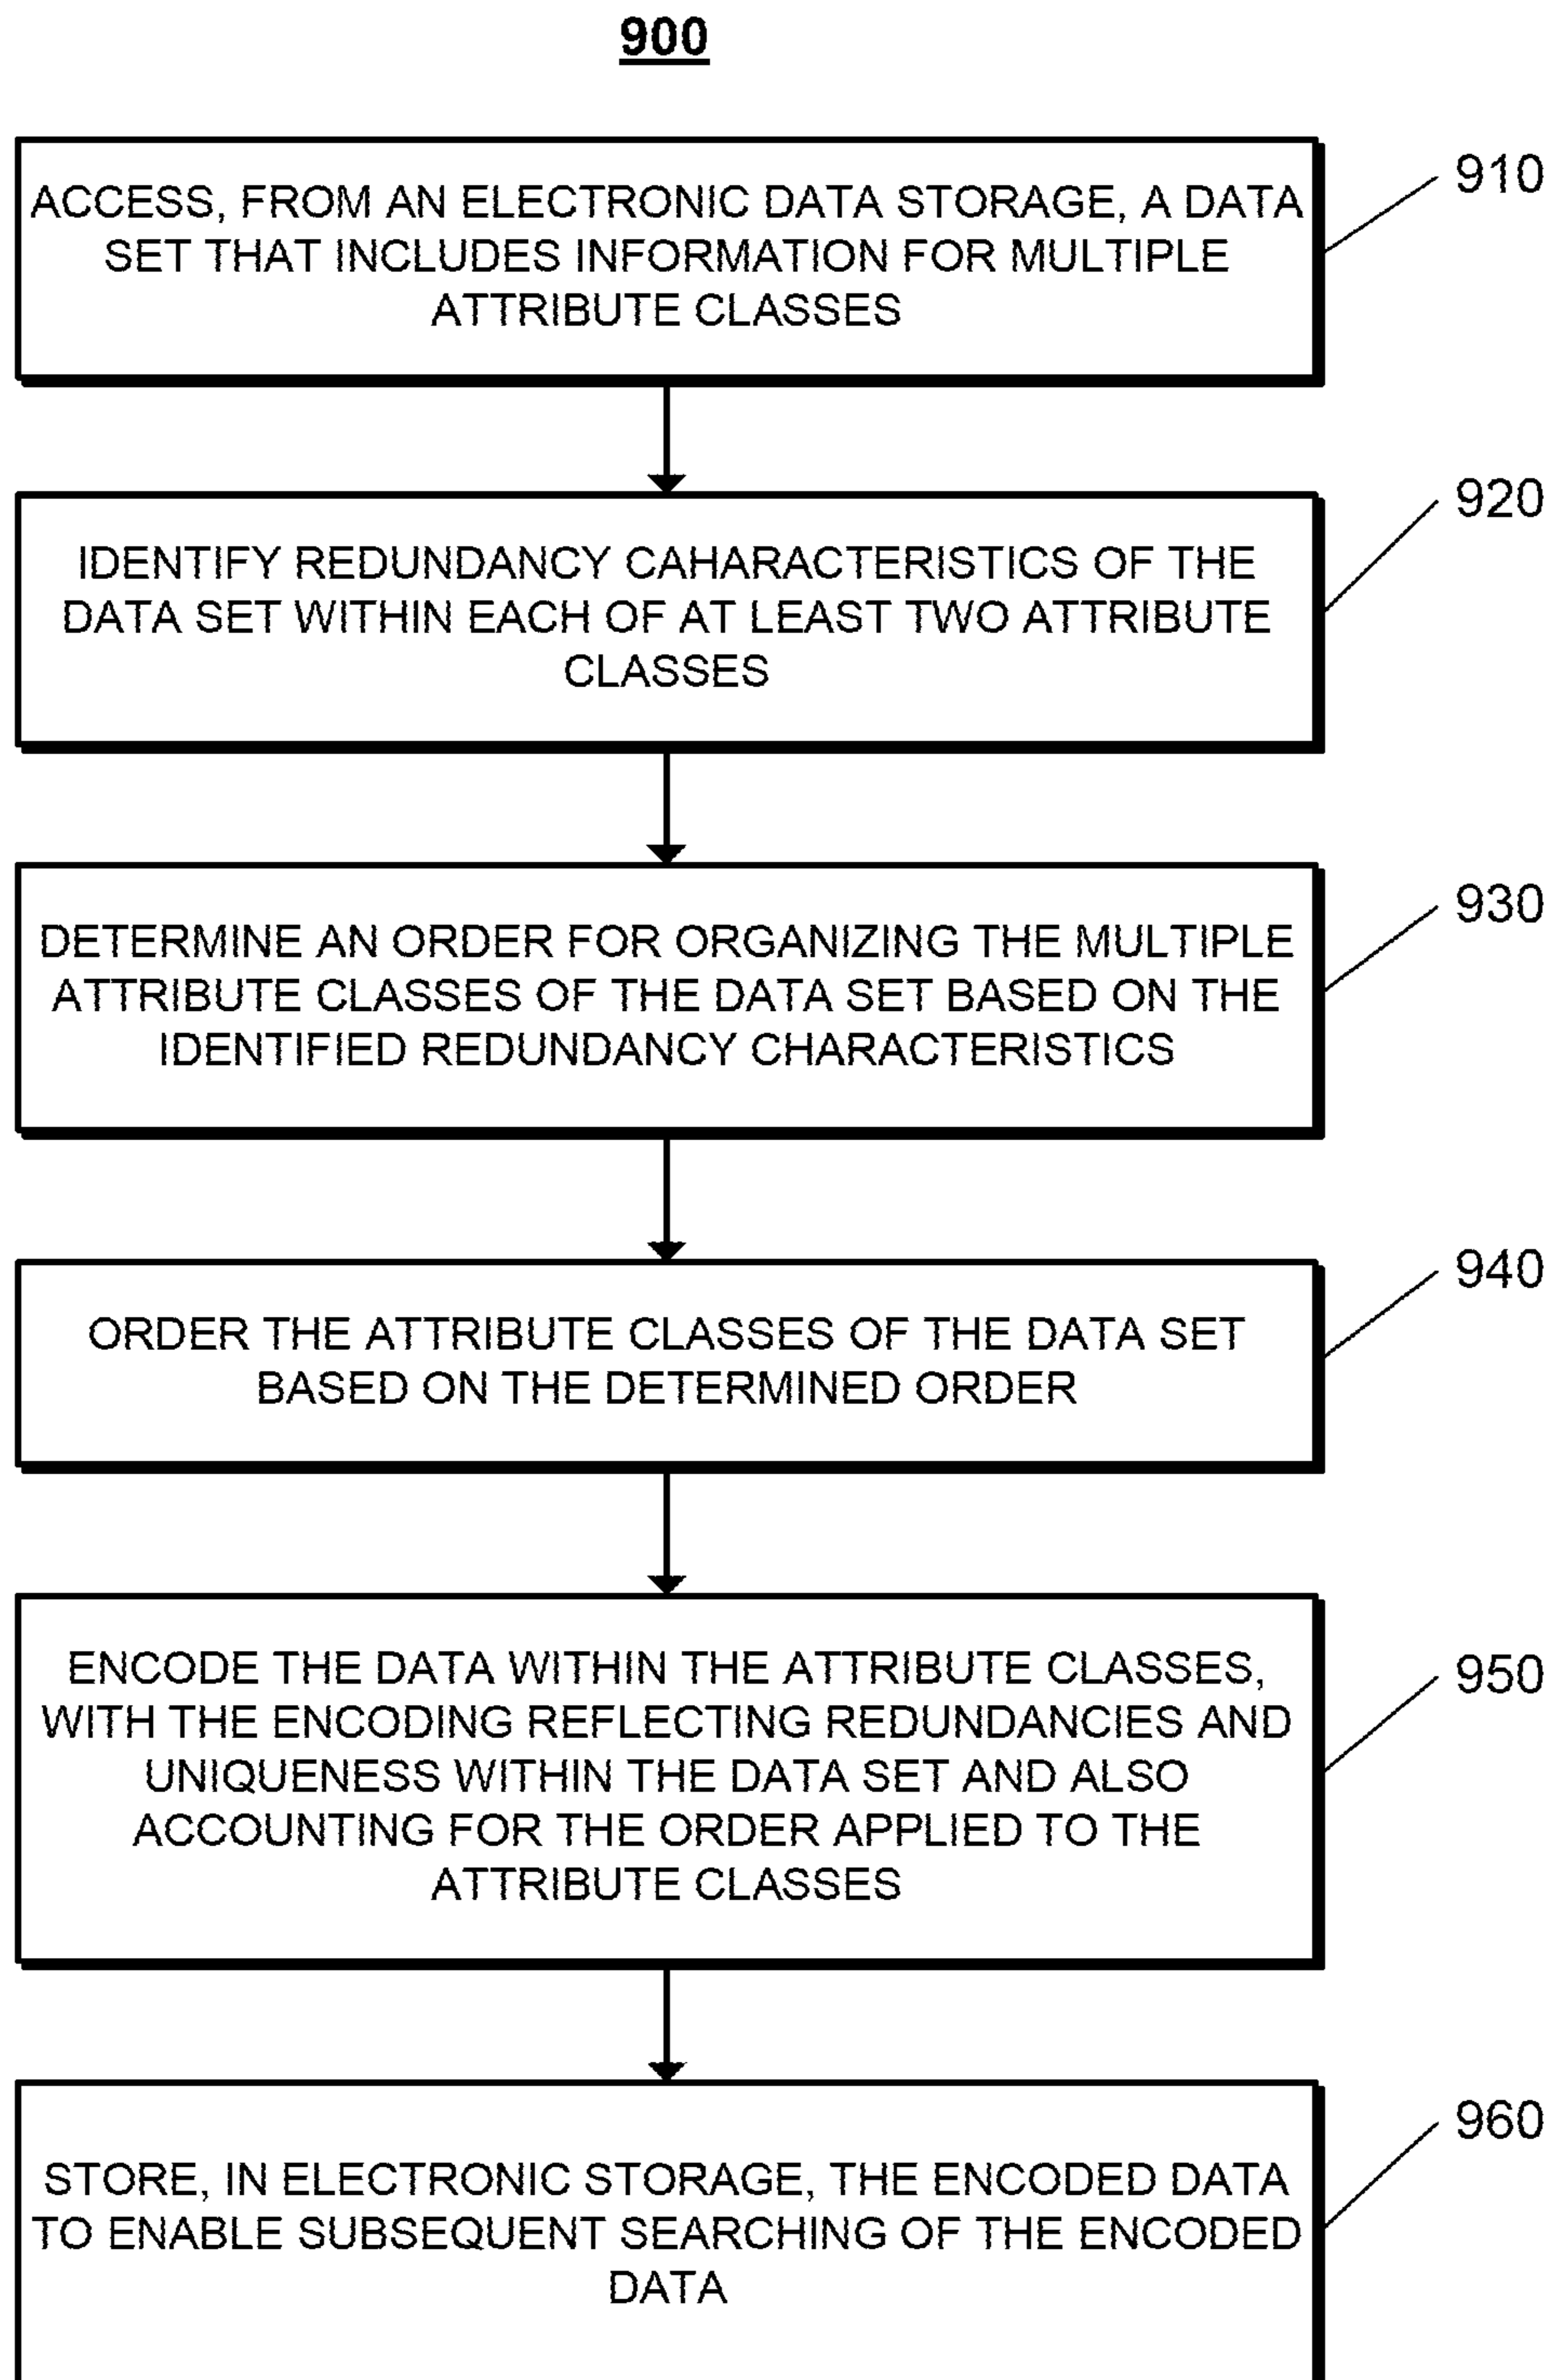 900
ACCESS, FROM AN ELECTRONIC DATA STORAGE, A DATA
SET THAT INCLUDES INFORMATION FOR MULTIPLE
ATTRIBUTE CLASSES
910
IDENTIFY REDUNDANCY CAHARACTERISTICS OF THE
DATA SET WITHIN EACH OF AT LEAST TWO ATTRIBUTE
CLASSES
920
DETERMINE AN ORDER FOR ORGANIZING THE MULTIPLE
ATTRIBUTE CLASSES OF THE DATA SET BASED ON THE
IDENTIFIED REDUNDANCY CHARACTERISTICS
930
ORDER THE ATTRIBUTE CLASSES OF THE DATA SET
BASED ON THE DETERMINED ORDER
940
ENCODE THE DATA WITHIN THE ATTRIBUTE CLASSES,
WITH THE ENCODING REFLECTING REDUNDANCIES AND
UNIQUENESS WITHIN THE DATA SET AND ALSO
ACCOUNTING FOR THE ORDER APPLIED TO THE
ATTRIBUTE CLASSES
950
STORE, IN ELECTRONIC STORAGE, THE ENCODED DATA
TO ENABLE SUBSEQUENT SEARCHING OF THE ENCODED
DATA
960